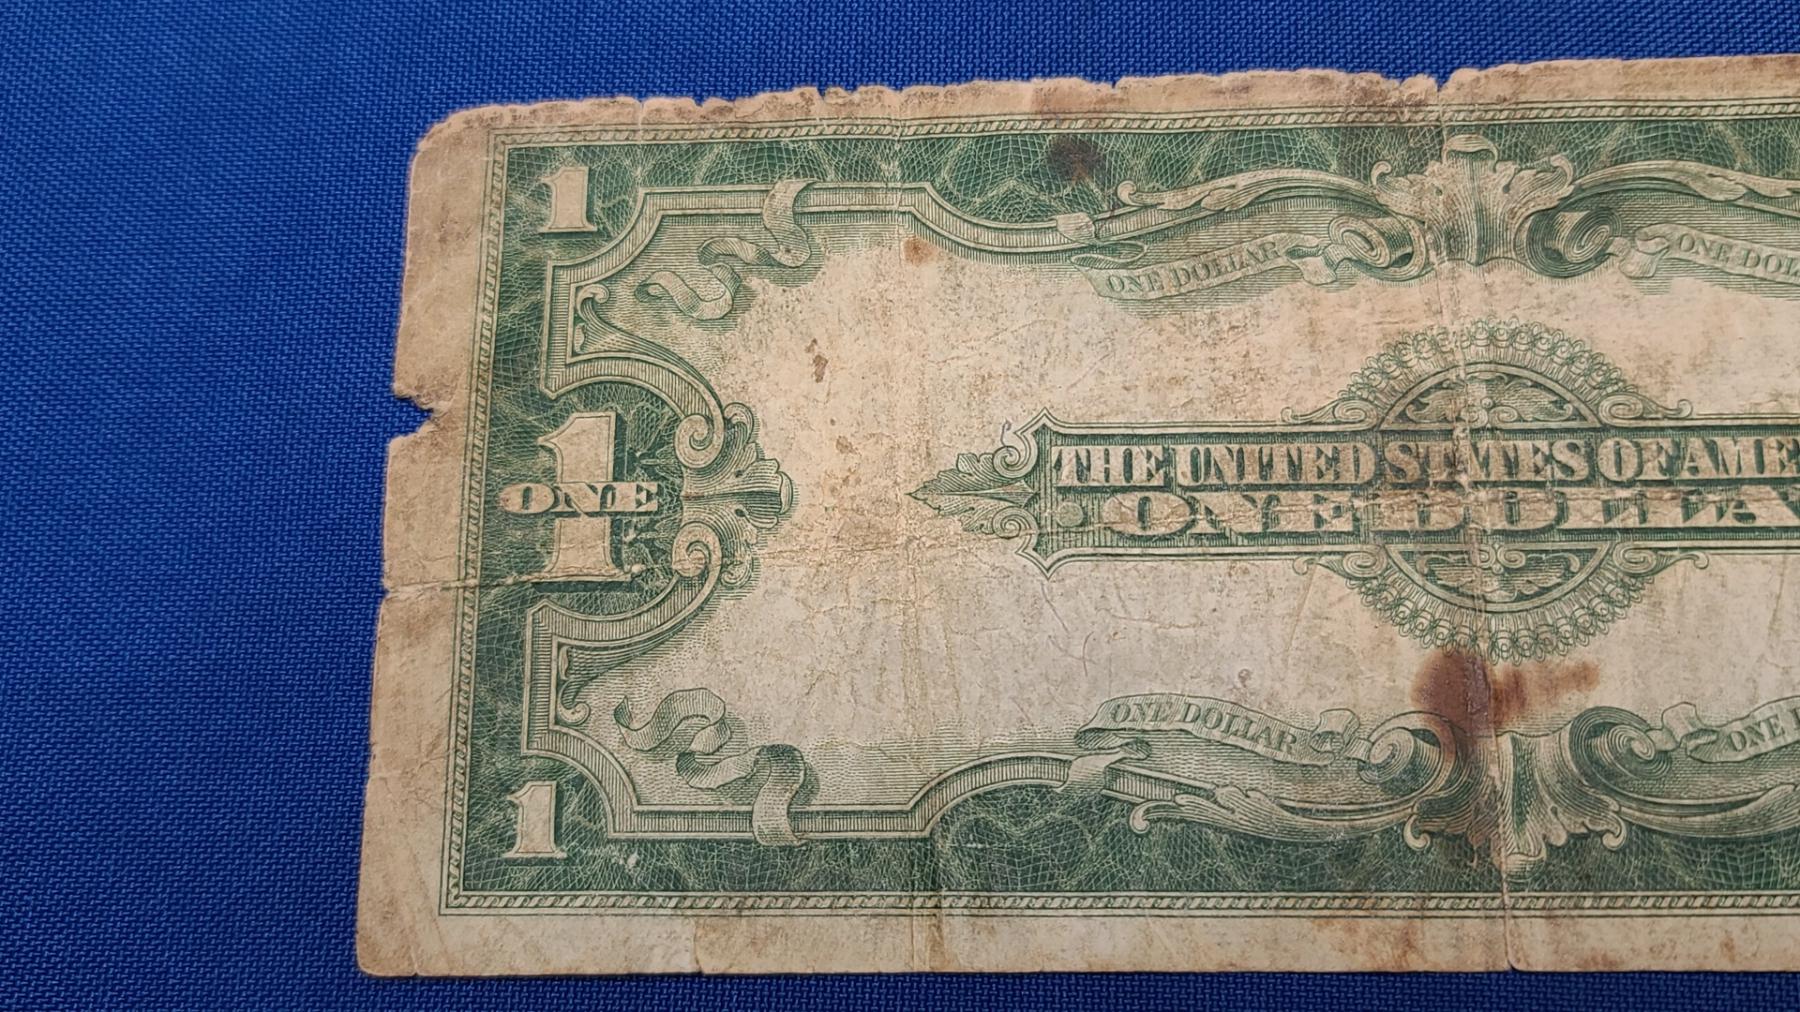 1
ONE DOLLAR
ONE DOL
1
ONE
THE UNITED STATES OF AME
ONE DOLLA
ONE DOLLAR
ONE
1